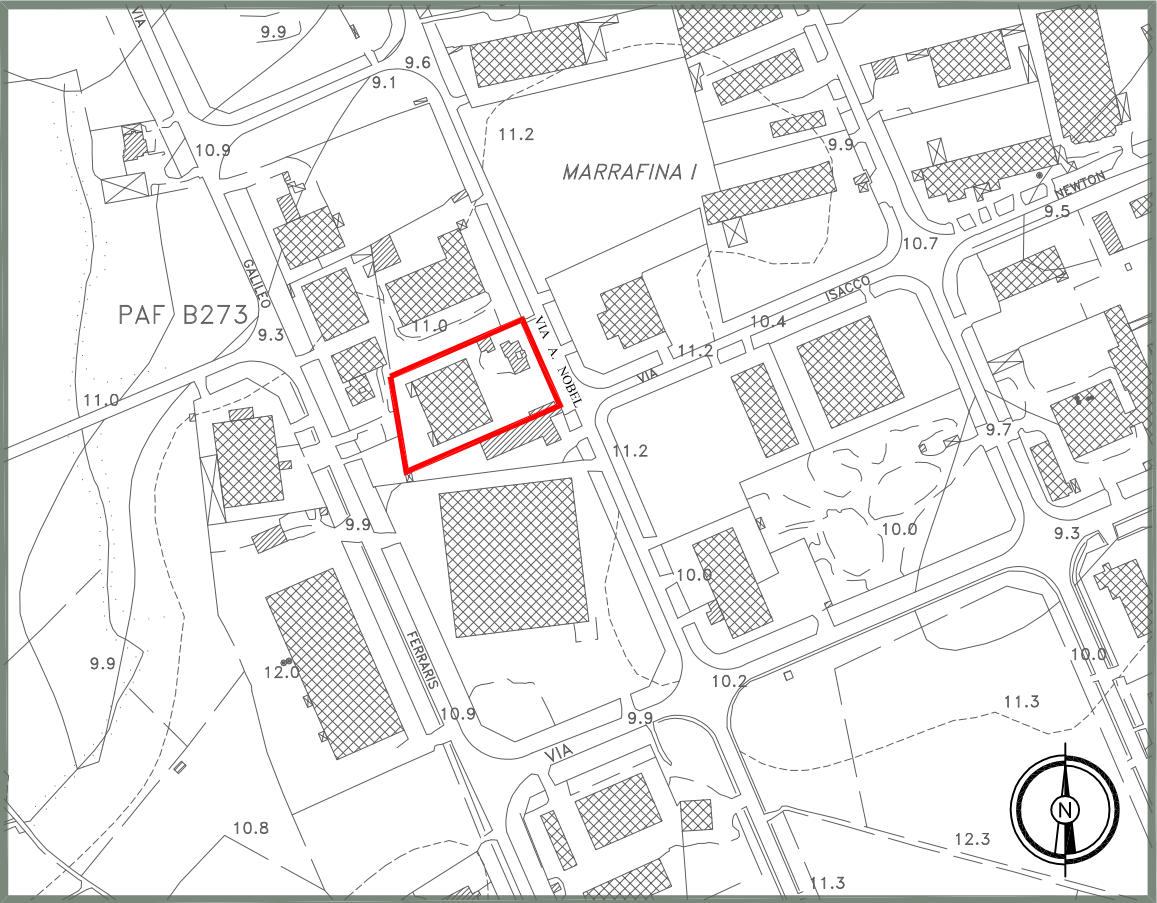 VIA
9.9
9.6
9.1
11.2
10.9
MARRAFINA I
9.9
NEWTON
9.5
10.7
GALILEO
ISACCO
PAF B273
9.3
11.0
VIA A. NOBEL
10.4
11.2
VIA
11.0
9.7
11.2
9.9
10.0
9.3
10.0
FERRARIS
9.9
12.0
10.0
10.2
10.9
9.9
11.3
VIA
N
10.8
12.3
11.3